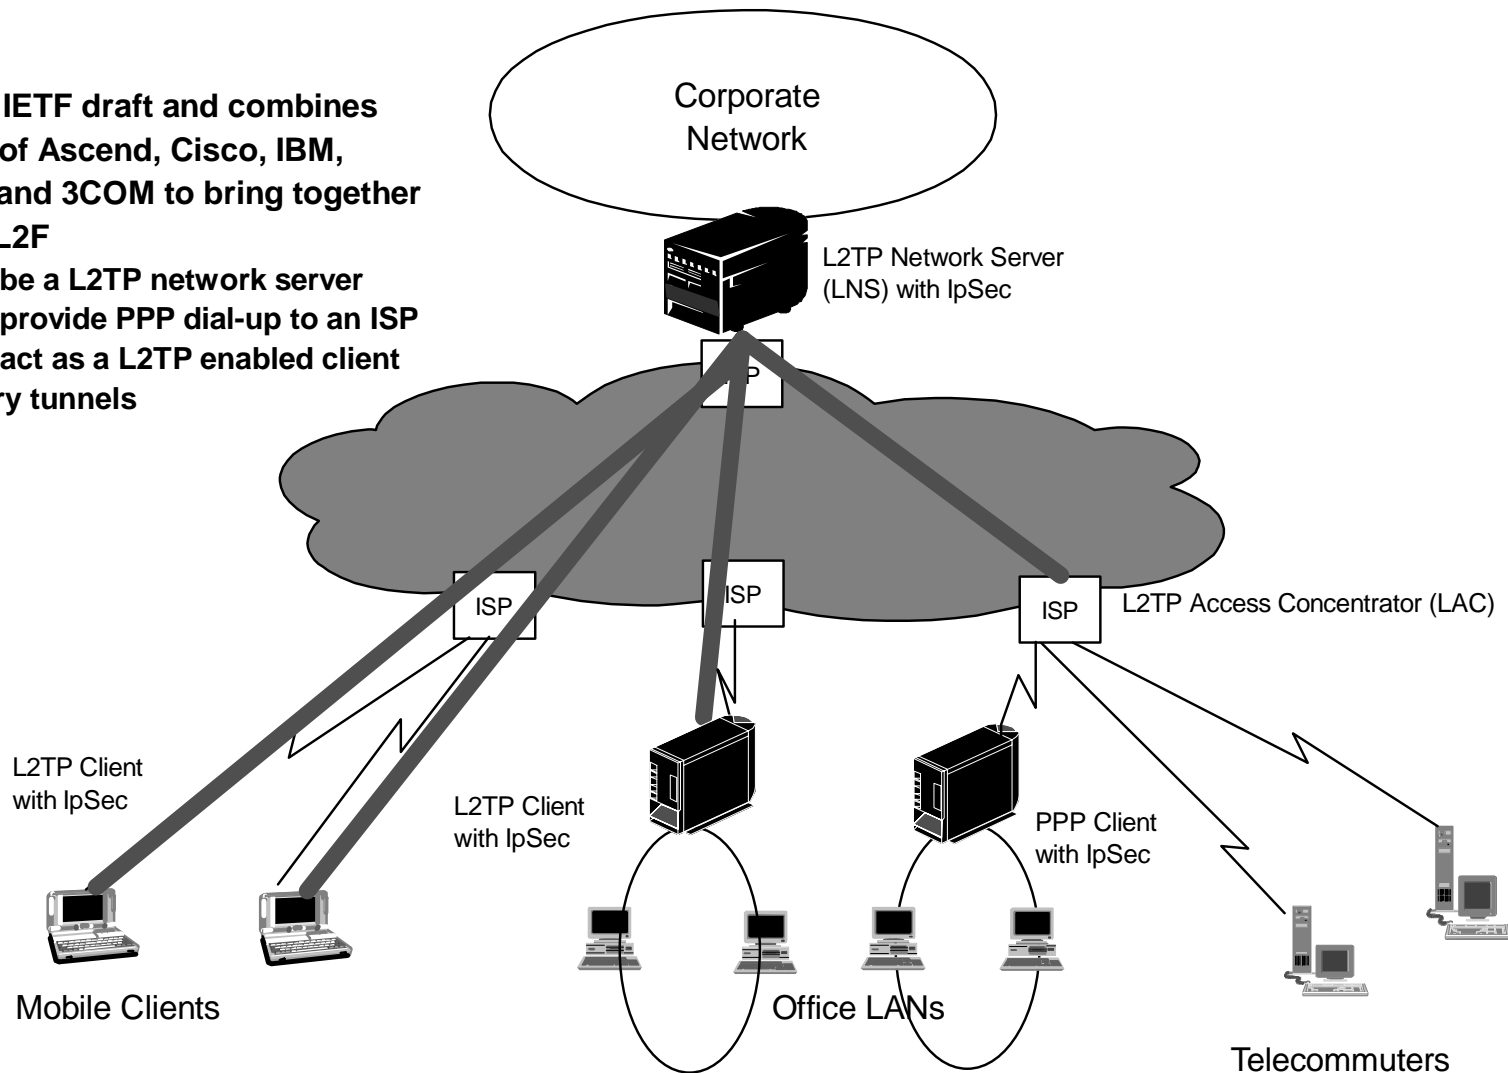 IETF draft and combines
of Ascend, Cisco, IBM,
and 3COM to bring together
L2F
be a L2TP network server
provide PPP dial-up to an ISP
act as a L2TP enabled client
ry tunnels
Corporate
Network
L2TP Network Server
(LNS) with IpSec
ISP
ISP
ISP
L2TP Access Concentrator (LAC)
L2TP Client
with IpSec
L2TP Client
with IpSec
PPP Client
with IpSec
Mobile Clients
Office LANs
Telecommuters